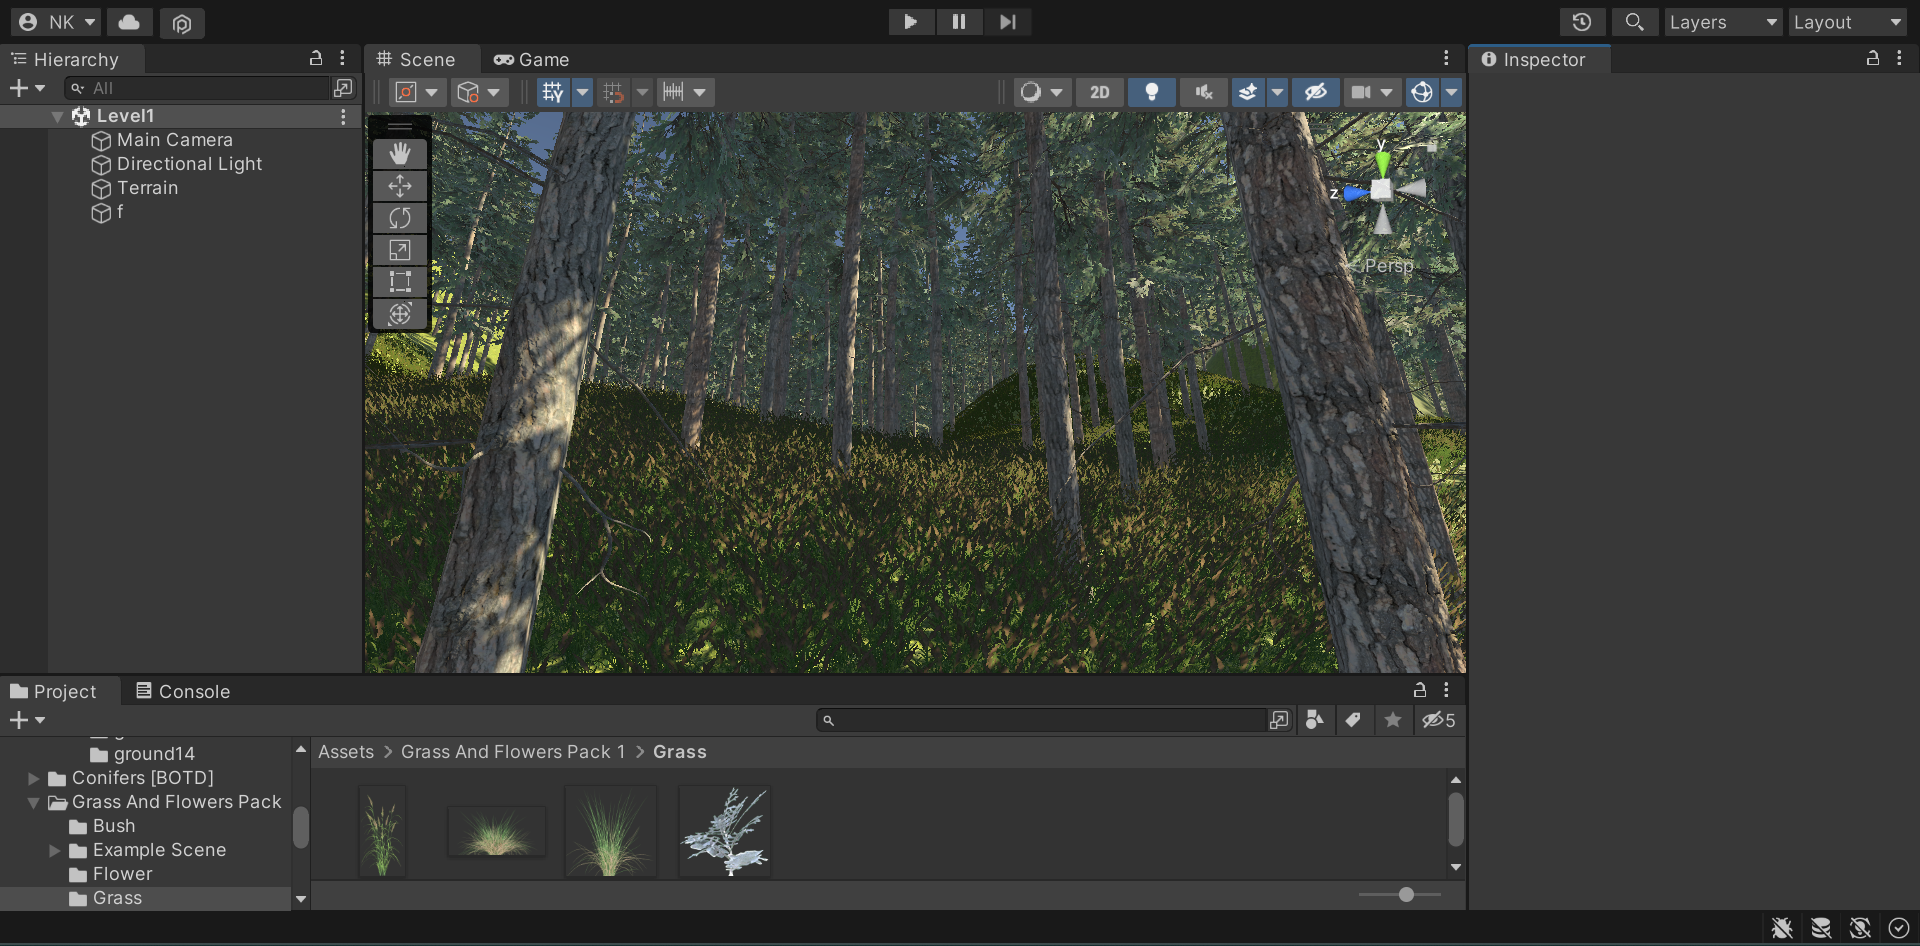 NK
Layers
Layout
Hierarchy
Scene
Game
Inspector
All
2D
Level1
Main Camera
Directional Light
Terrain
f
y
z
Persp
Project
Console
5
ground14
Conifers [BOTD]
Grass And Flowers Pack
Bush
Example Scene
Flower
Grass
Assets > Grass And Flowers Pack 1 > Grass